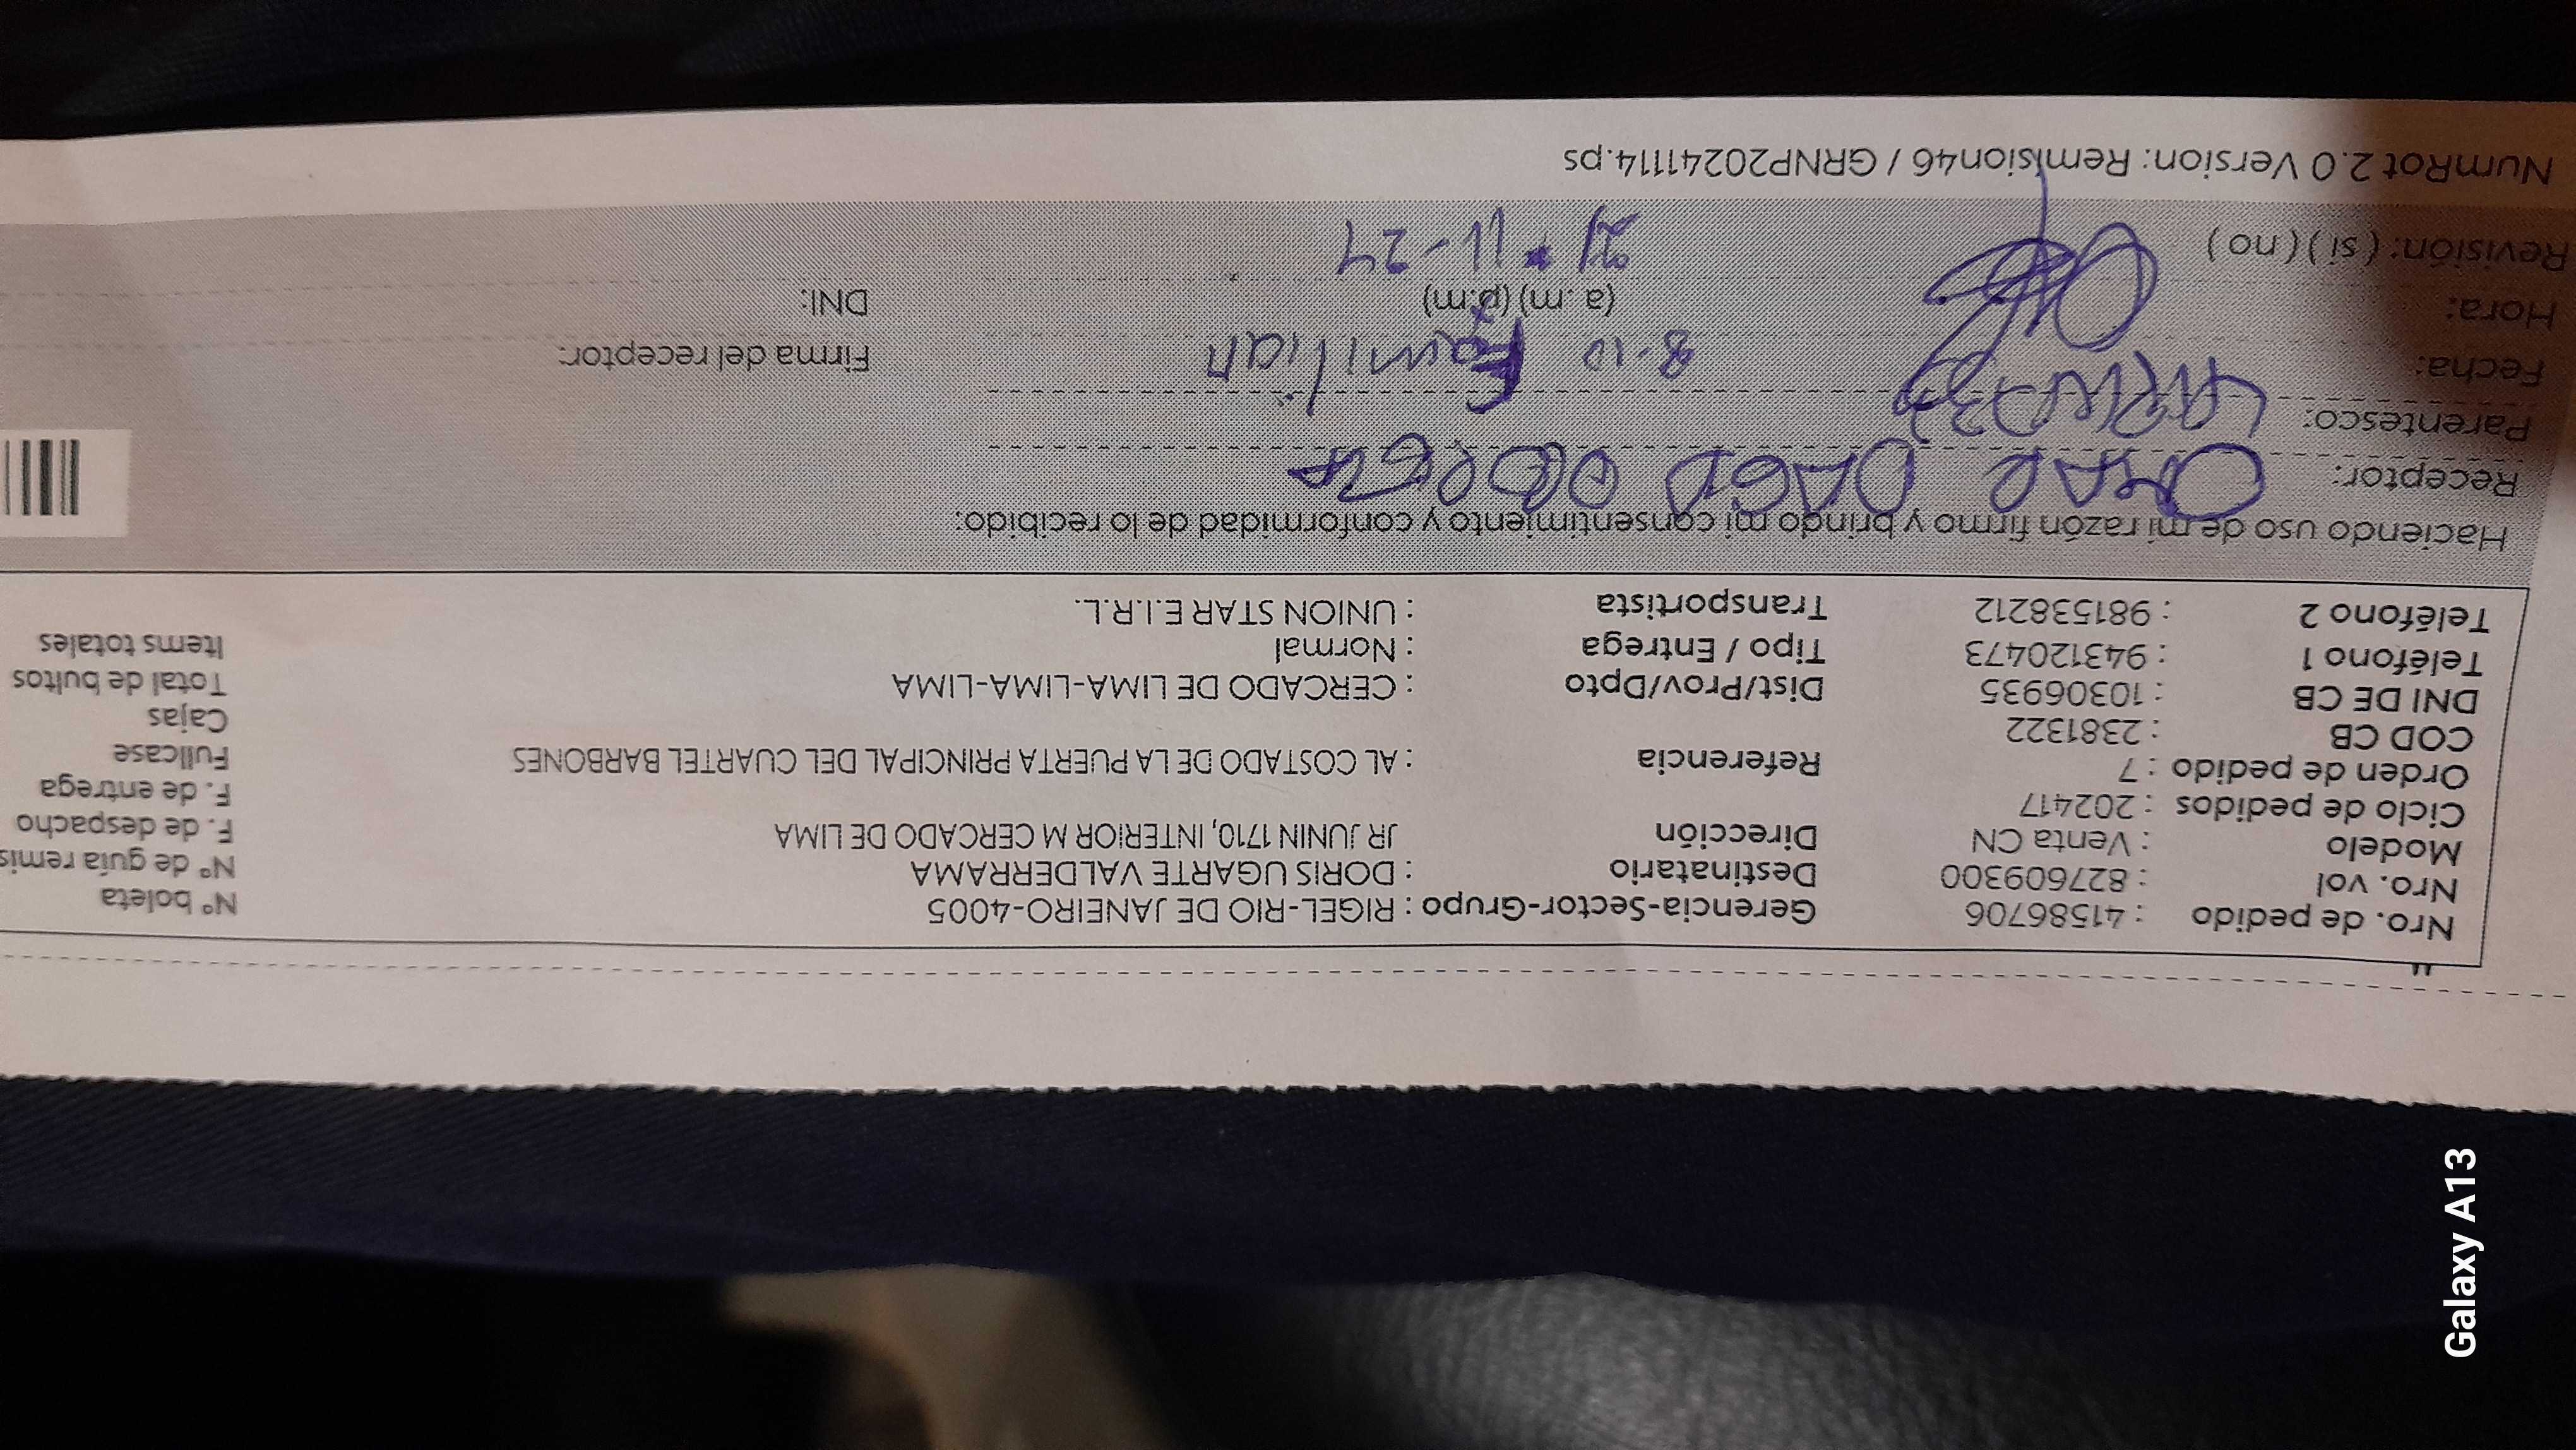 Nro. de pedido : 41586706 Gerencia-Sector-Grupo : RIGEL-RIO DE JANEIRO-4005 Nº boleta
Nro. vol : 827609300 Destinatario : DORIS UGARTE VALDERRAMA Nº de guía remis
Modelo : Venta CN Dirección JR JUNIN 1710, INTERIOR M CERCADO DE LIMA F. de despacho
Ciclo de pedidos : 202417 F. de entrega
Orden de pedido : 7 Referencia : AL COSTADO DE LA PUERTA PRINCIPAL DEL CUARTEL BARBONES Fullcase
COD CB : 2381322 Cajas
DNI DE CB : 10306935 Dist/Prov/Dpto : CERCADO DE LIMA-LIMA-LIMA Total de bultos
Teléfono 1 : 943120473 Tipo / Entrega : Normal Items totales
Teléfono 2 : 981538212 Transportista : UNION STAR E.I.R.L.
Haciendo uso de mi razón firmo y brindo mi consentimiento y conformidad de lo recibido:
Receptor: OMAR
Parentesco:
Fecha: Familiar Firma del receptor:
Hora: (a. m) (p.m) DNI:
Revisión: ( si ) ( no )
NumRot 2.0 Version: Remision46 / GRNP20241114.ps
Galaxy A13